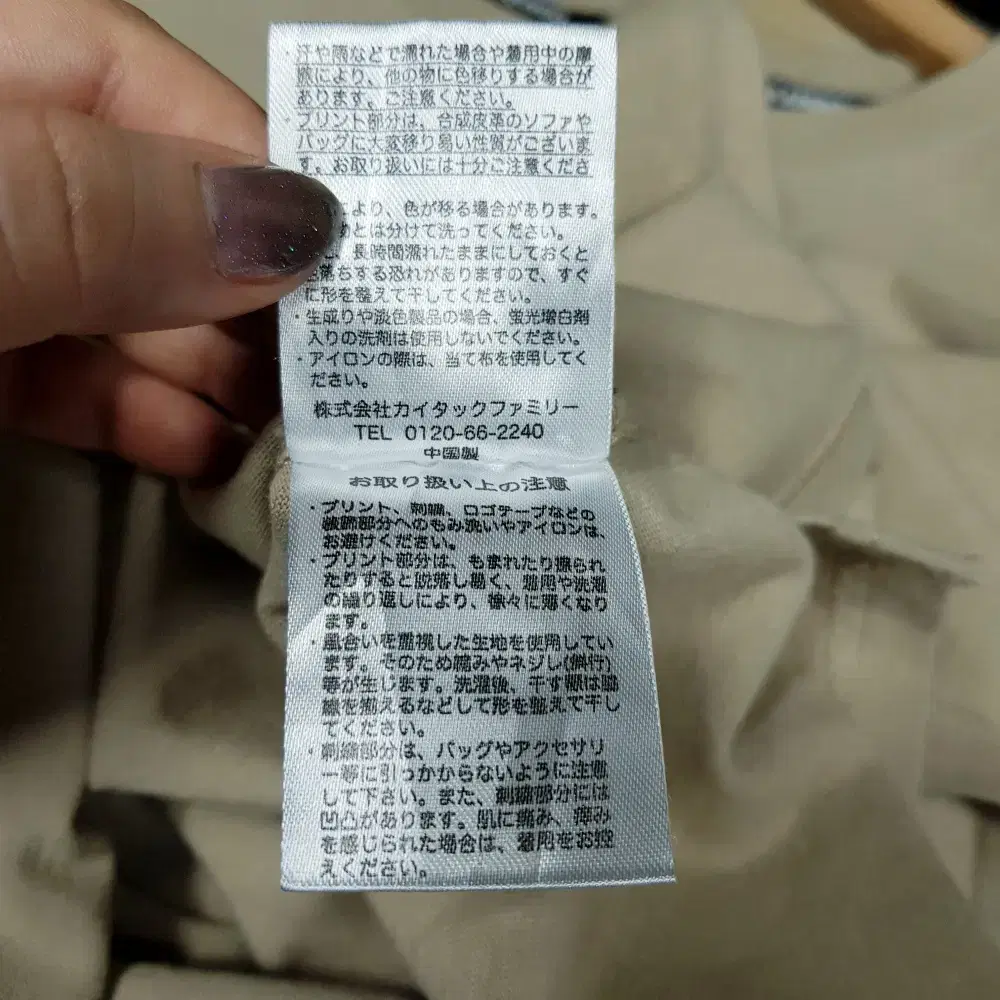 ・汗や雨などで濡れた場合や着用中の摩
擦により、他の物に色移りする場合が
あります。ご注意ください。
・プリント部分は、合成皮革のソファや
バッグに大変移り易い性質がございま
す。お取り扱いには十分ご注意くださ
より、色が移る場合があります。
とは分けて洗ってください。
、長時間濡れたままにしておくと
落ちする恐れがありますので、すぐ
に形を整えて干してください。
・生成りや淡色製品の場合、蛍光増白剤
入りの洗剤は使用しないでください。
・アイロンの際は、当て布を使用してく
ださい。
株式会社カイタックファミリー
TEL 0120-66-2240
中国製
お取り扱い上の注意
・プリント、刺繍、ロゴテープなどの
装飾部分へのもみ洗いやアイロンは、
お避けください。
・プリント部分は、もまれたり擦られ
たりすると脱落し易く、着用や洗濯
の繰り返しにより、徐々に薄くなり
ます。
・風合いを重視した生地を使用してい
ます。そのため縮みやネジレ(斜行)
等が生じます。洗濯後、干す際は脇
線を揃えるなどして形を整えて干し
てください。
・刺繍部分は、バッグやアクセサリ
ー等に引っかからないように注意
して下さい。また、刺繍部分には
凹凸があります。肌に痛み、痒み
を感じられた場合は、着用をお控
えください。